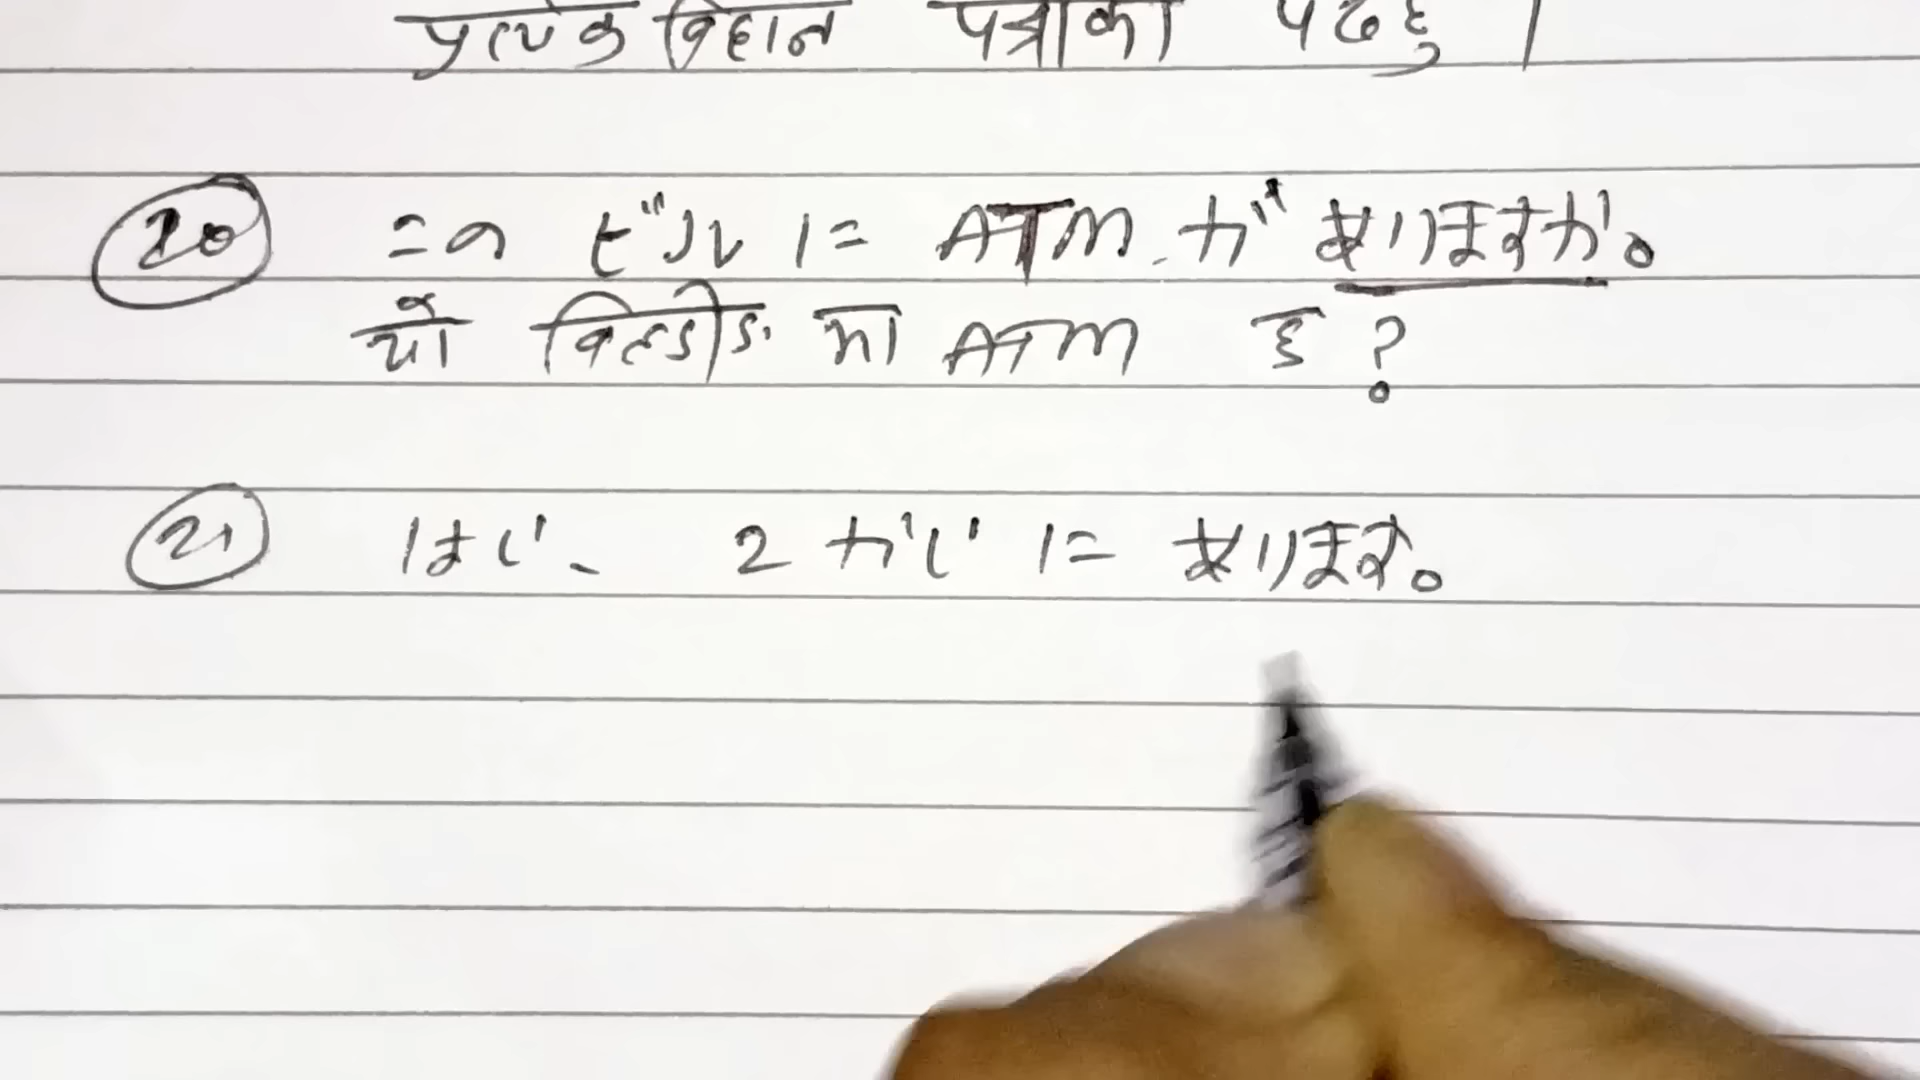 प्रत्येक विहान पत्रीका पढछु ।
20 この ビル に ATM が ありますか。
यो विल्डीङ मा ATM छ ?
21 はい、 2 かい に あります。